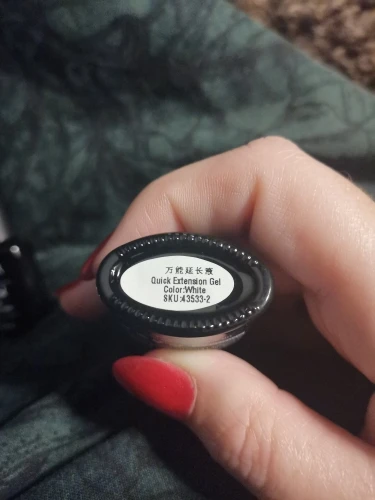 万能延长胶
Quick Extension Gel
Color:White
SKU:43533-2